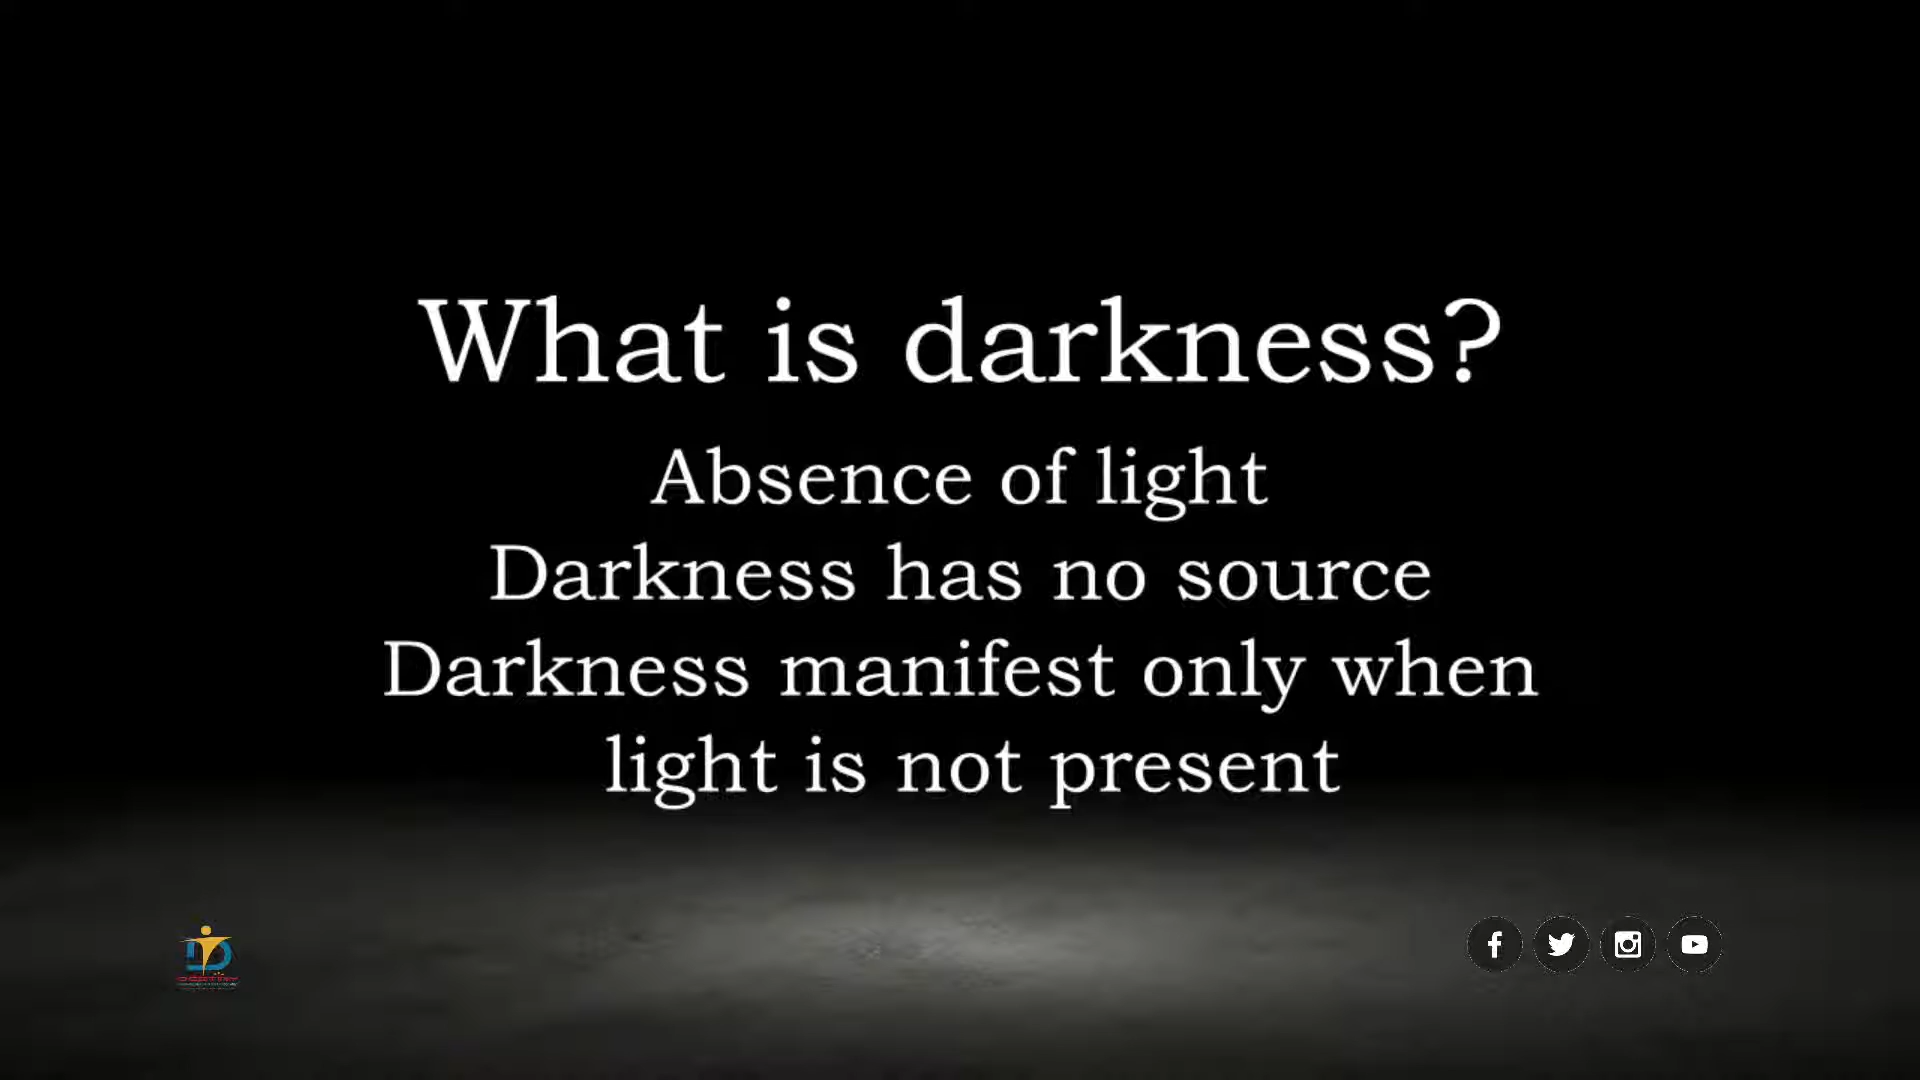 What is darkness?
Absence of light
Darkness has no source
Darkness manifest only when
light is not present